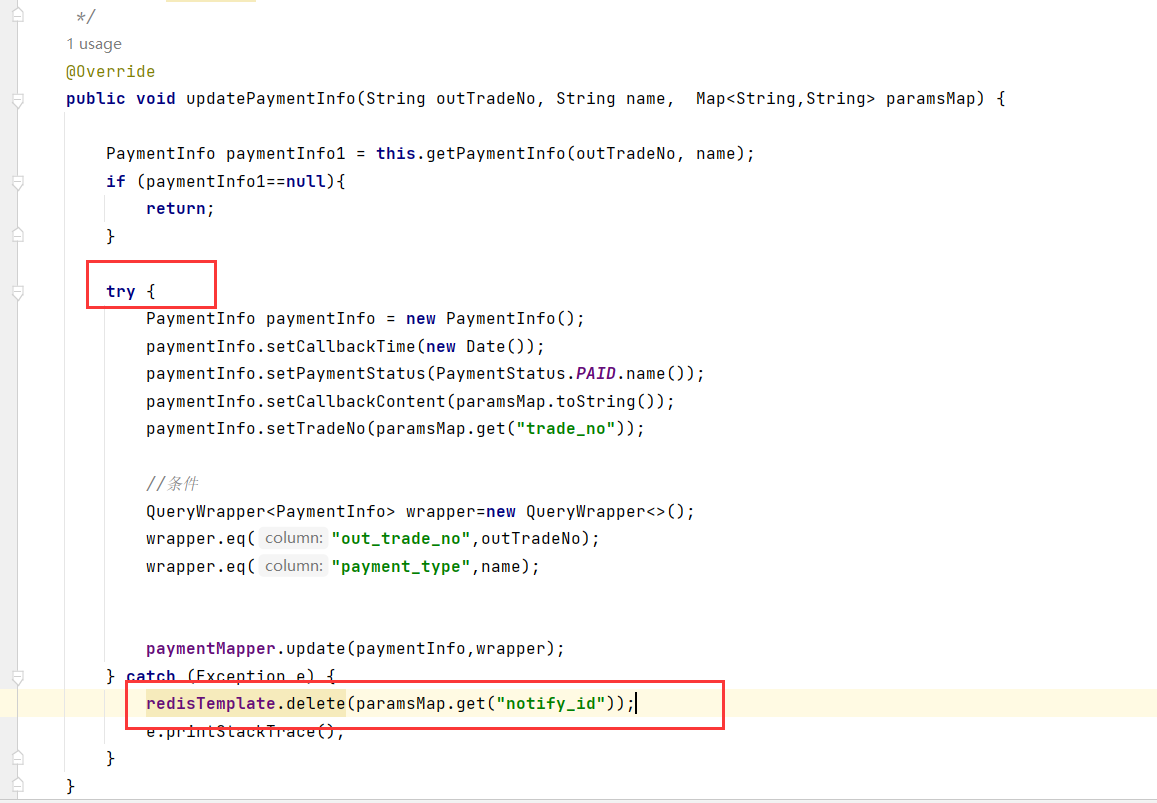 */
1 usage
@Override
public void updatePaymentInfo(String outTradeNo, String name,  Map<String,String> paramsMap) {
PaymentInfo paymentInfo1 = this.getPaymentInfo(outTradeNo, name);
if (paymentInfo1==null){
return;
}
try {
PaymentInfo paymentInfo = new PaymentInfo();
paymentInfo.setCallbackTime(new Date());
paymentInfo.setPaymentStatus(PaymentStatus.PAID.name());
paymentInfo.setCallbackContent(paramsMap.toString());
paymentInfo.setTradeNo(paramsMap.get("trade_no"));
//条件
QueryWrapper<PaymentInfo> wrapper=new QueryWrapper<>();
wrapper.eq( column: "out_trade_no",outTradeNo);
wrapper.eq( column: "payment_type",name);
paymentMapper.update(paymentInfo,wrapper);
} catch (Exception e) {
redisTemplate.delete(paramsMap.get("notify_id"));
e.printStackTrace();
}
}